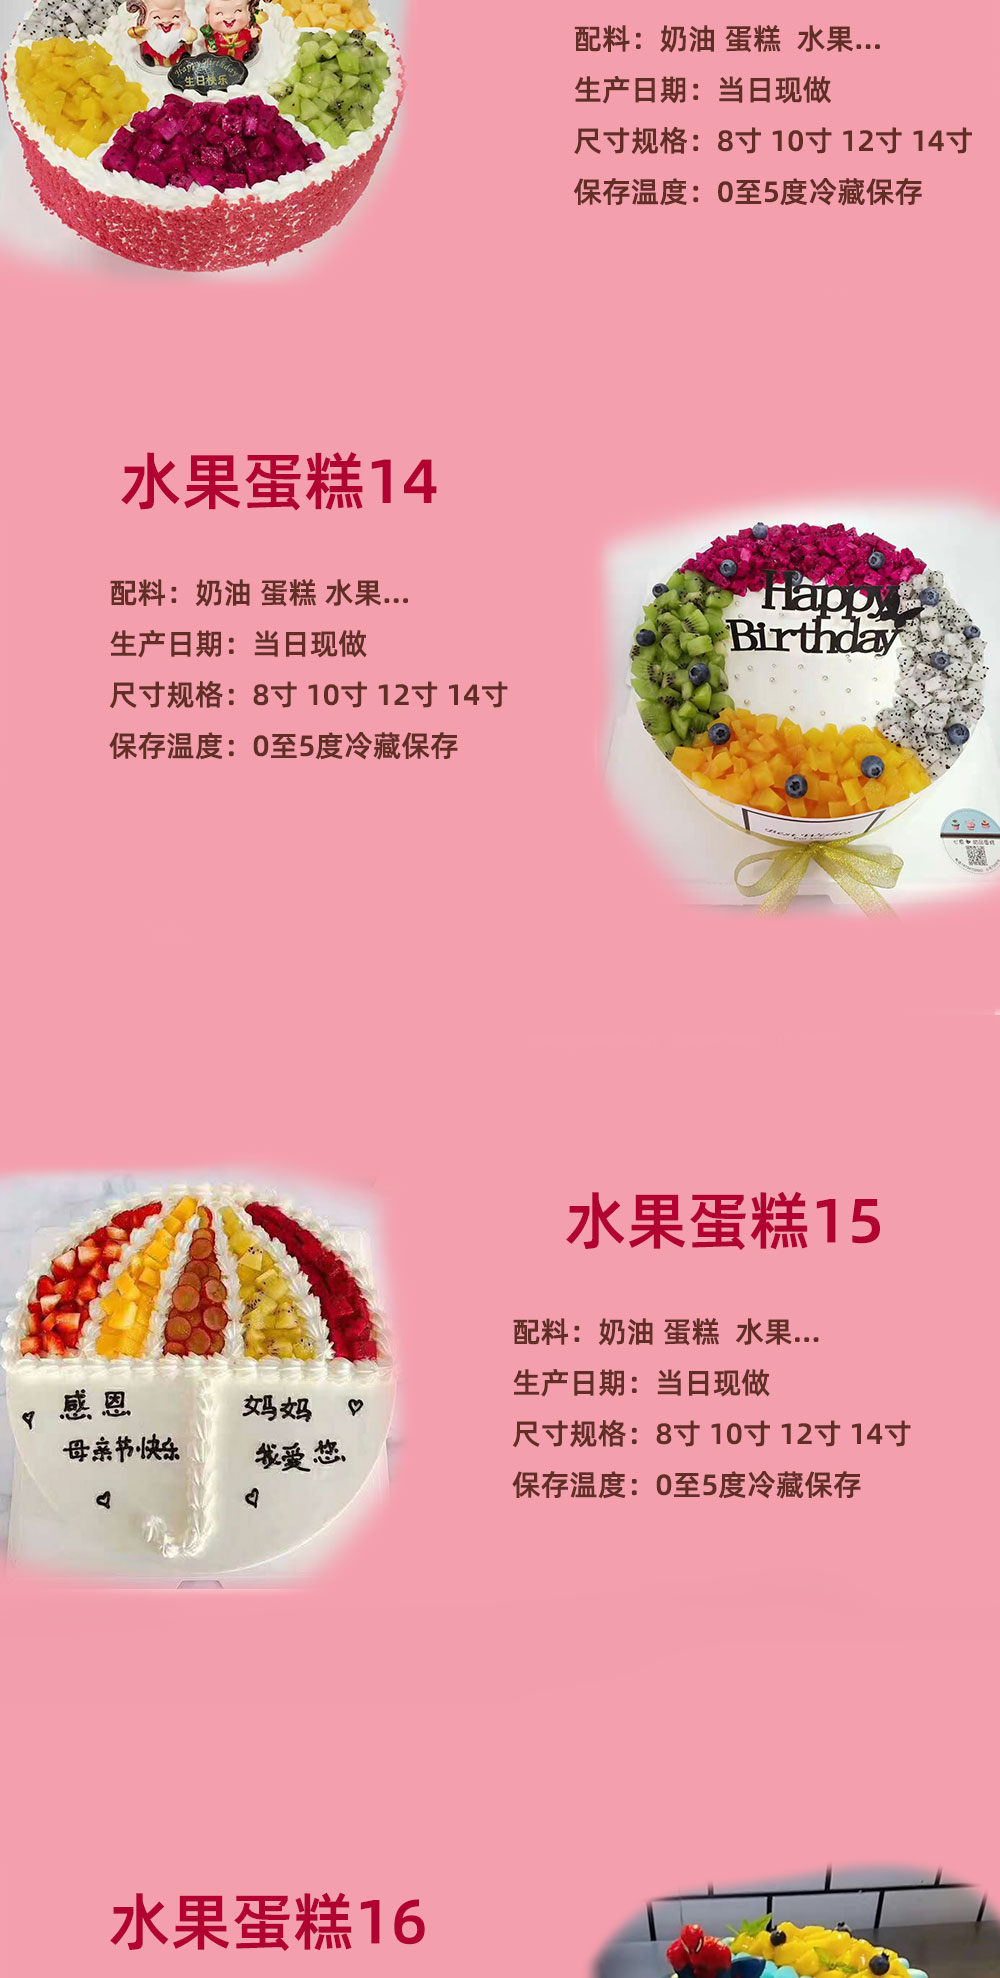 Happy Birthday
生日快乐
配料：奶油 蛋糕 水果...
生产日期：当日现做
尺寸规格：8寸 10寸 12寸 14寸
保存温度：0至5度冷藏保存
水果蛋糕14
配料：奶油 蛋糕 水果...
生产日期：当日现做
尺寸规格：8寸 10寸 12寸 14寸
保存温度：0至5度冷藏保存
Happy
Birthday
Best Wishes
水果蛋糕15
配料：奶油 蛋糕 水果...
生产日期：当日现做
尺寸规格：8寸 10寸 12寸 14寸
保存温度：0至5度冷藏保存
感恩 妈妈
母亲节快乐 我爱您
水果蛋糕16